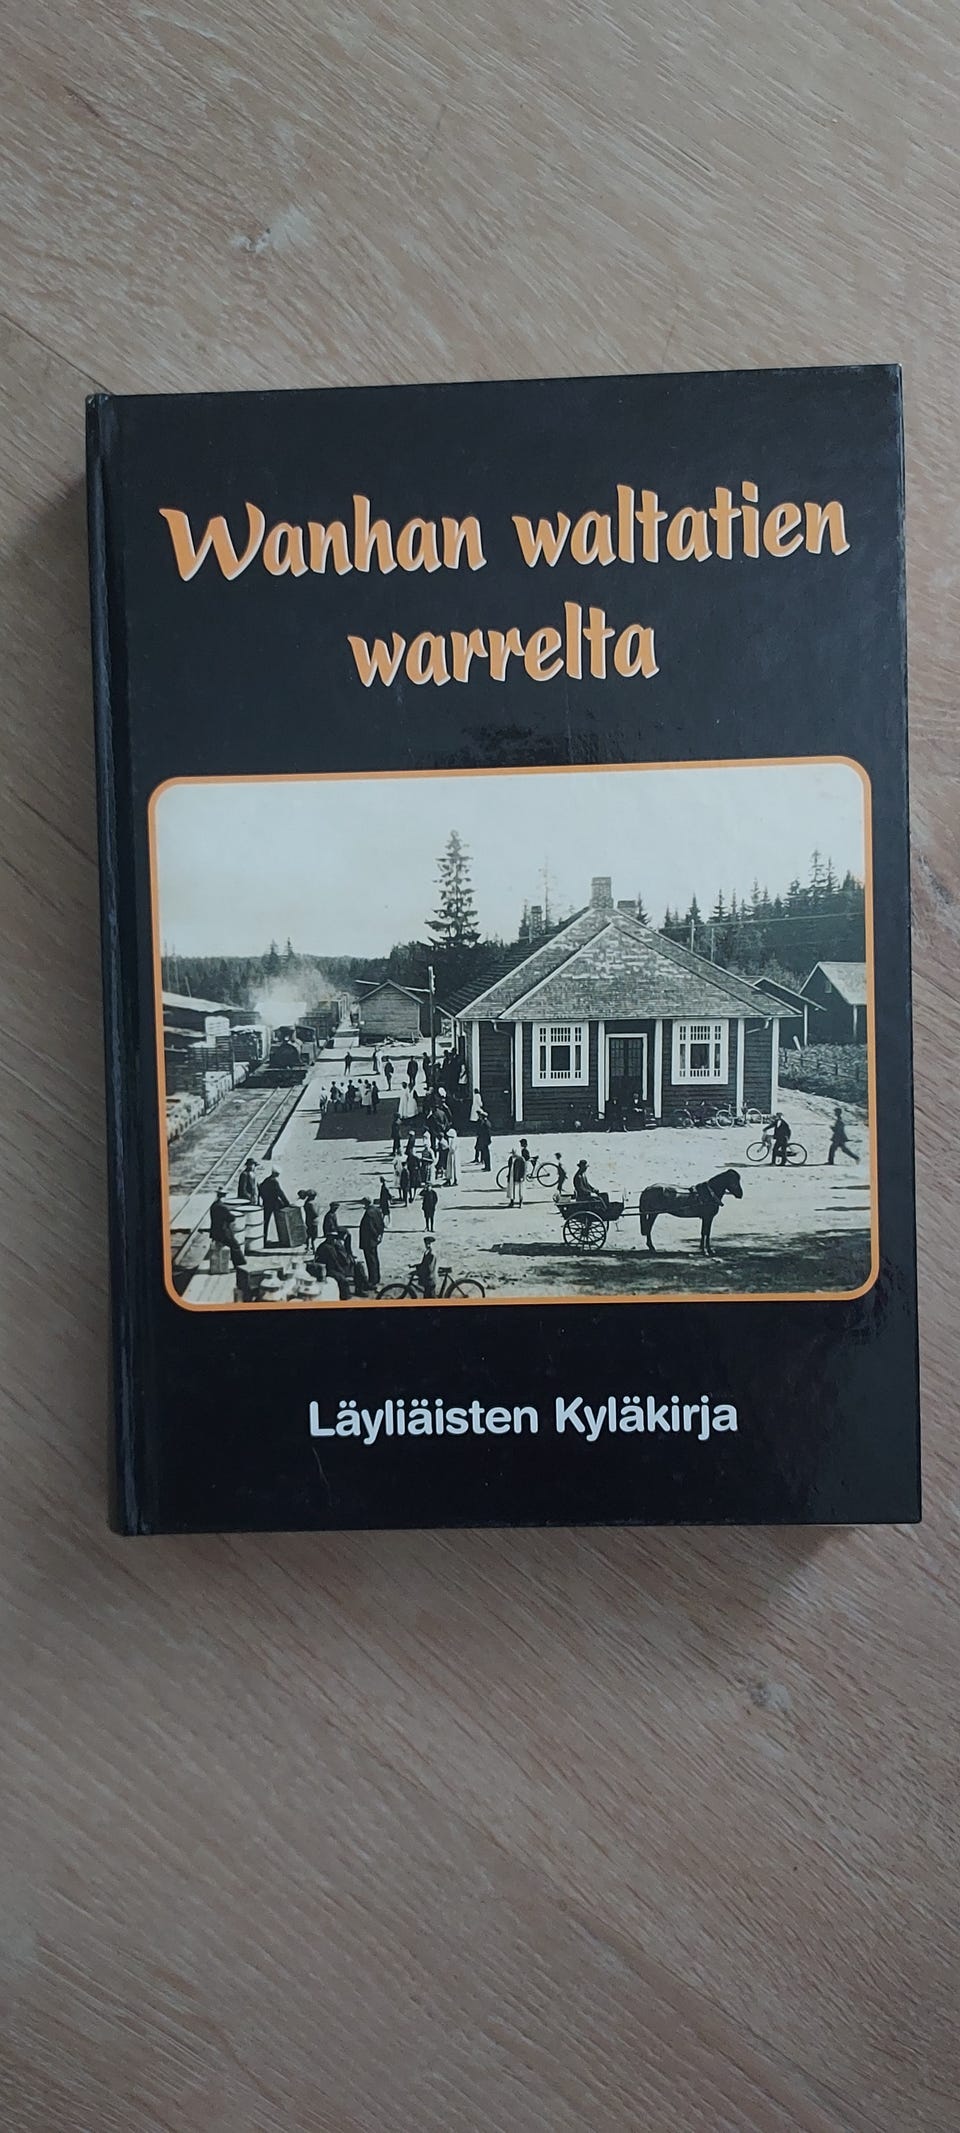 Wanhan waltatien
warrelta
Läyliäisten Kyläkirja